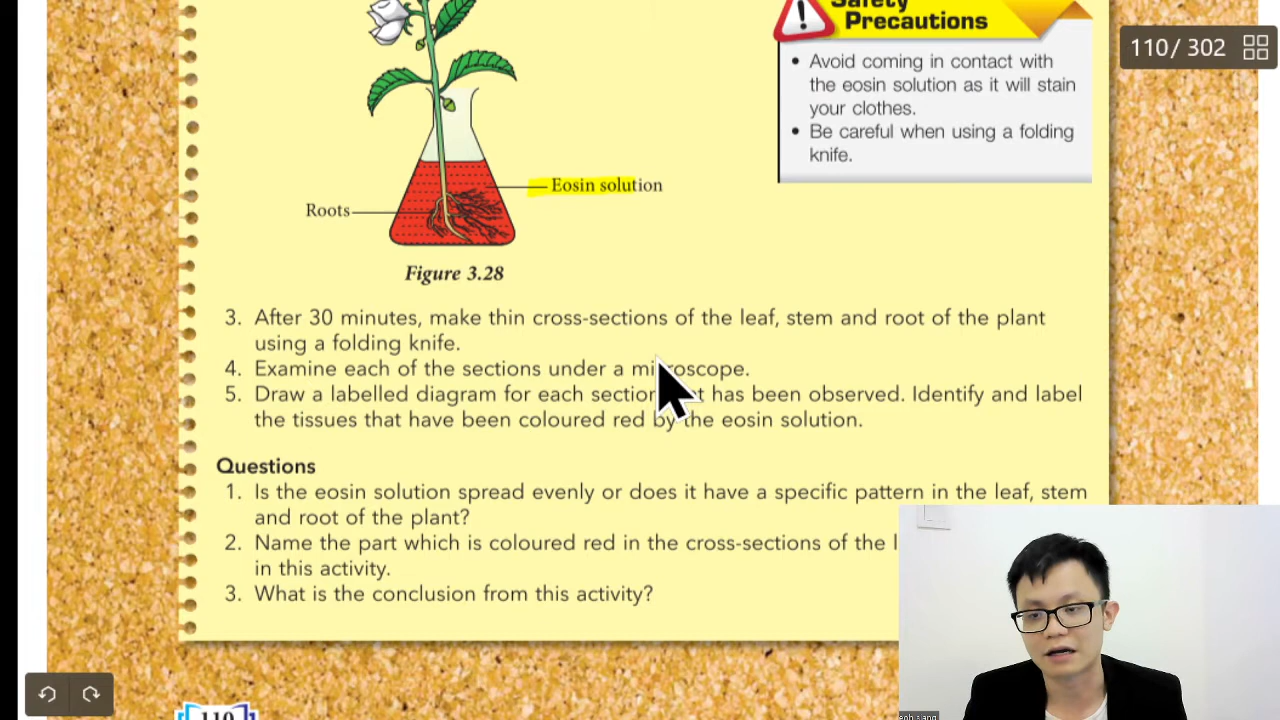 Safety
Precautions
110/ 302
• Avoid coming in contact with
the eosin solution as it will stain
your clothes.
• Be careful when using a folding
knife.
Eosin solution
Roots
Figure 3.28
3. After 30 minutes, make thin cross-sections of the leaf, stem and root of the plant
using a folding knife.
4. Examine each of the sections under a microscope.
5. Draw a labelled diagram for each section has been observed. Identify and label
the tissues that have been coloured red by the eosin solution.
Questions
1. Is the eosin solution spread evenly or does it have a specific pattern in the leaf, stem
and root of the plant?
2. Name the part which is coloured red in the cross-sections of the
in this activity.
3. What is the conclusion from this activity?
110